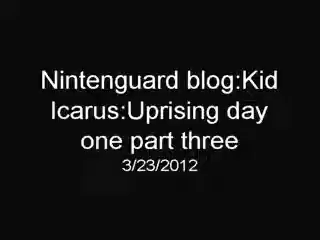 Nintenguard blog:Kid
Icarus:Uprising day
one part three
3/23/2012